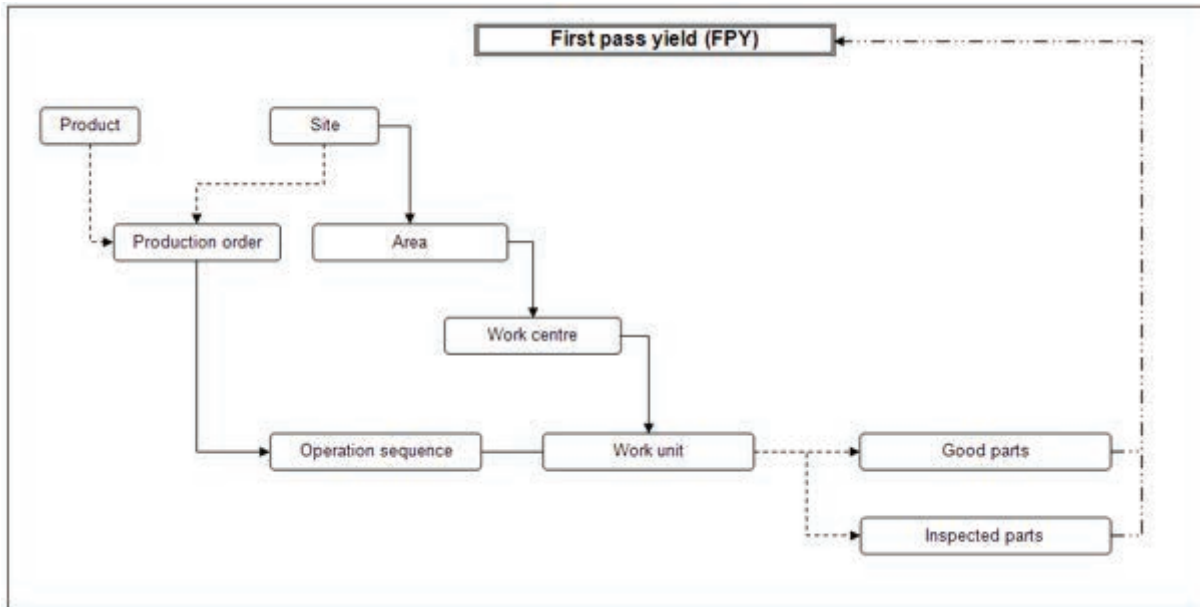 First pass yield (FPY)
Product
Site
Production order
Area
Work centre
Operation sequence
Work unit
Good parts
Inspected parts